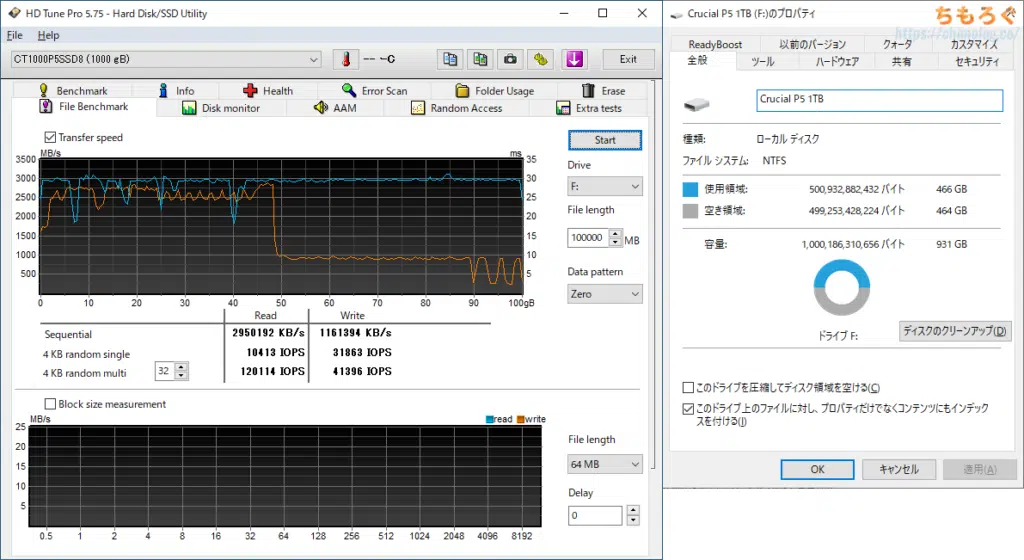 HD Tune Pro 5.75 - Hard Disk/SSD Utility
File Help
CT1000P5SSD8 (1000 gB)
-- C
Exit
Benchmark Info Health Error Scan Folder Usage Erase
File Benchmark Disk monitor AAM Random Access Extra tests
Transfer speed
Start
MB/s ms
3500 35
3000 30
2500 25
2000 20
1500 15
1000 10
500 5
0 10 20 30 40 50 60 70 80 90 100gB
Drive
F:
File length
100000 MB
Data pattern
Zero
Read Write
Sequential 2950192 KB/s 1161394 KB/s
4 KB random single 10413 IOPS 31863 IOPS
4 KB random multi 32 120114 IOPS 41396 IOPS
Block size measurement
MB/s read write
25
20
15
10
5
0.5 1 2 4 8 16 32 64 128 256 512 1024 2048 4096 8192
File length
64 MB
Delay
0
Crucial P5 1TB (F:)のプロパティ
ちもろぐ
https://chimolog.co/
ReadyBoost 以前のバージョン クォータ カスタマイズ
全般 ツール ハードウェア 共有 セキュリティ
Crucial P5 1TB
種類: ローカル ディスク
ファイル システム: NTFS
使用領域: 500,932,882,432 バイト 466 GB
空き領域: 499,253,428,224 バイト 464 GB
容量: 1,000,186,310,656 バイト 931 GB
ドライブ F:
ディスクのクリーンアップ(D)
このドライブを圧縮してディスク領域を空ける(C)
このドライブ上のファイルに対し、プロパティだけでなくコンテンツにもインデック
スを付ける(I)
OK キャンセル 適用(A)